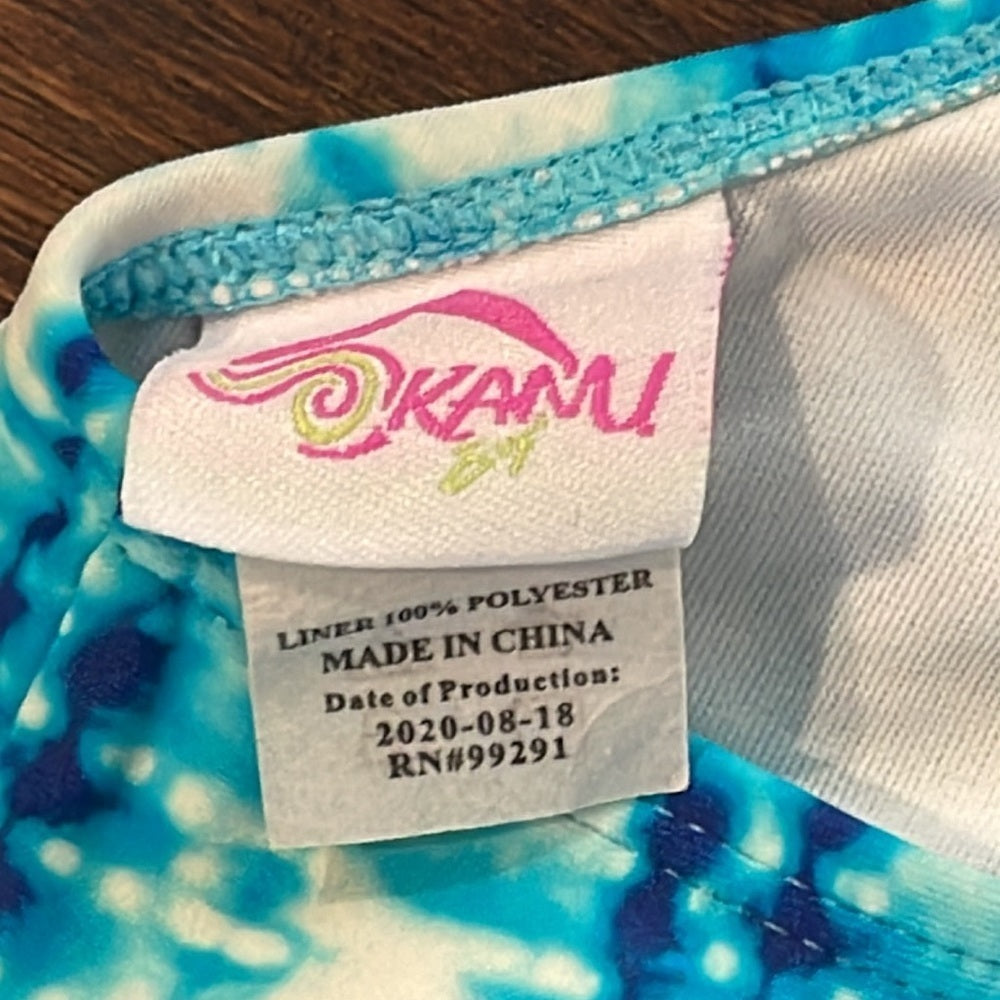 KANU
LINER 100% POLYESTER
MADE IN CHINA
Date of Production:
2020-08-18
RN#99291